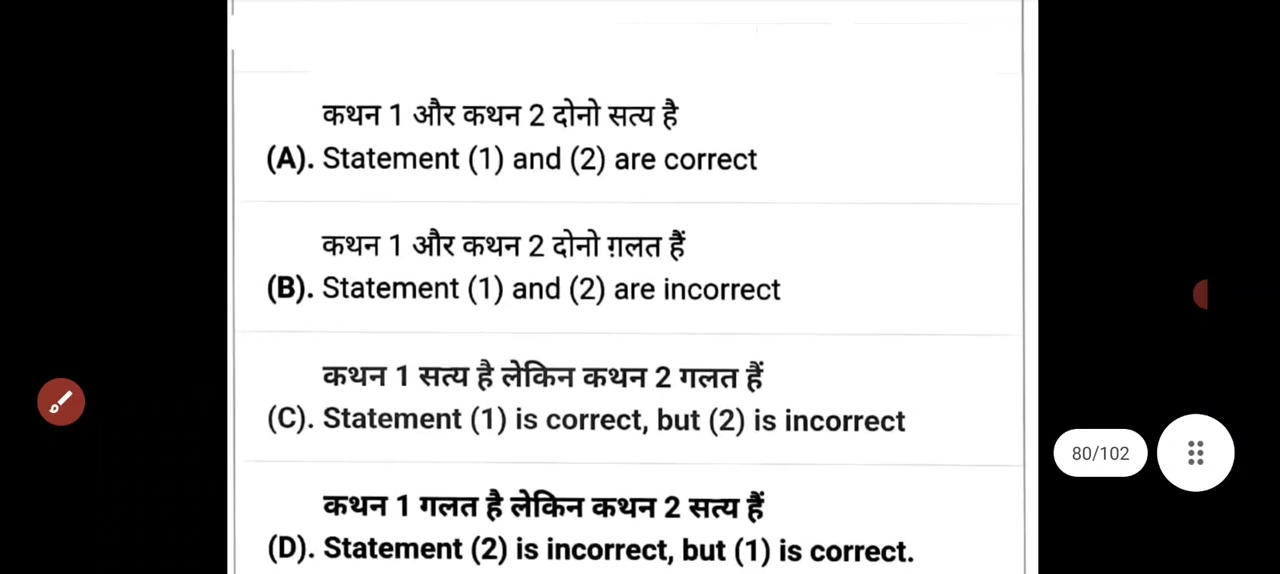 कथन 1 और कथन 2 दोनो सत्य है
(A). Statement (1) and (2) are correct
कथन 1 और कथन 2 दोनो ग़लत हैं
(B). Statement (1) and (2) are incorrect
कथन 1 सत्य है लेकिन कथन 2 गलत हैं
(C). Statement (1) is correct, but (2) is incorrect
80/102
कथन 1 गलत है लेकिन कथन 2 सत्य हैं
(D). Statement (2) is incorrect, but (1) is correct.